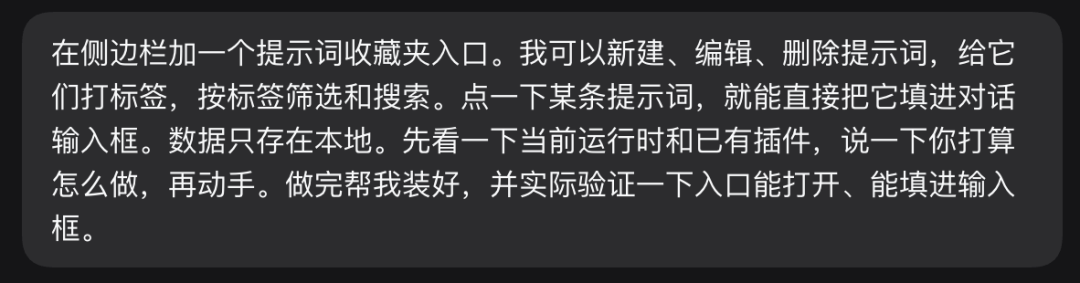 在侧边栏加一个提示词收藏夹入口。我可以新建、编辑、删除提示词，给它
们打标签，按标签筛选和搜索。点一下某条提示词，就能直接把它填进对话
输入框。数据只存在本地。先看一下当前运行时和已有插件，说一下你打算
怎么做，再动手。做完帮我装好，并实际验证一下入口能打开、能填进输入
框。